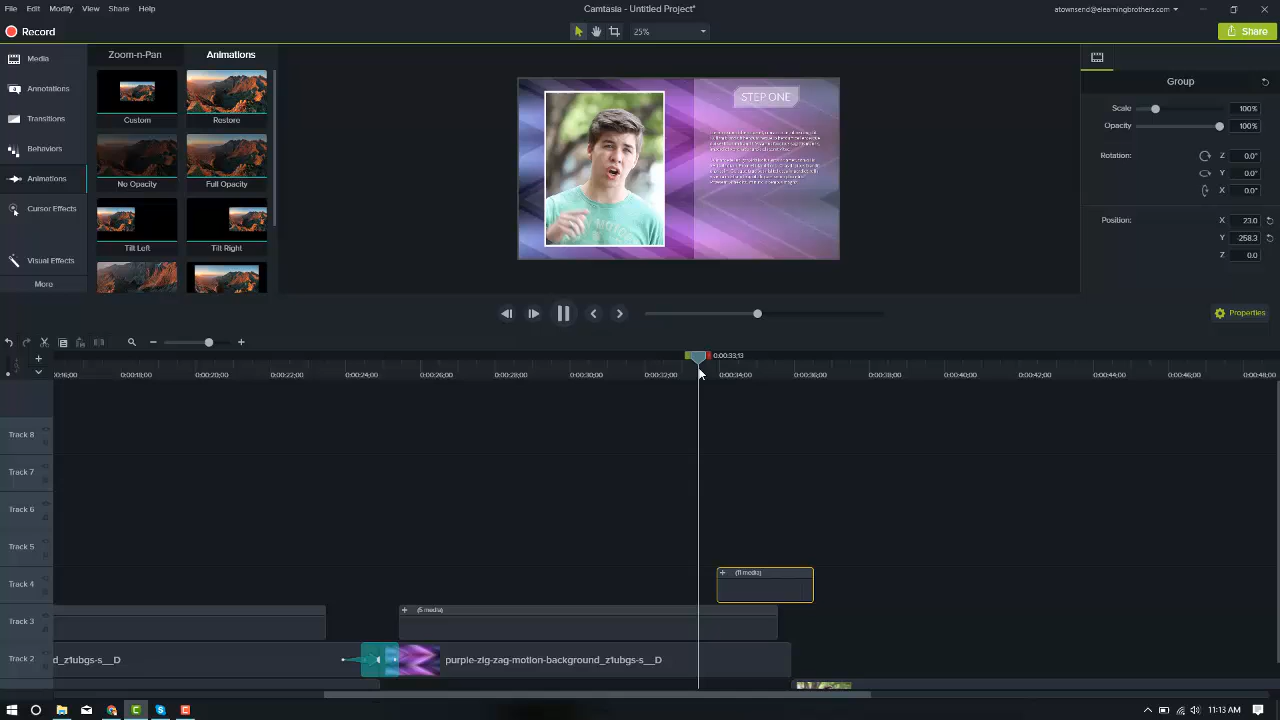 File Edit Modify View Share Help
Camtasia - Untitled Project*
atownsend@elearningbrothers.com
Record
25%
Share
Media
Annotations
Transitions
Behaviors
Animations
Cursor Effects
Visual Effects
More
Zoom-n-Pan
Animations
Custom
Restore
No Opacity
Full Opacity
Tilt Left
Tilt Right
STEP ONE
Group
Scale 100%
Opacity 100%
Rotation: Z 0.0°
Y 0.0°
X 0.0°
Position: X 23.0
Y 258.3
Z 0.0
Properties
0:00:33;13
0:00:18;00 0:00:20;00 0:00:22;00 0:00:24;00 0:00:26;00 0:00:28;00 0:00:30;00 0:00:32;00 0:00:34;00 0:00:36;00 0:00:38;00 0:00:40;00 0:00:42;00 0:00:44;00 0:00:46;00 0:00:48;00
Track 8
Track 7
Track 6
Track 5
Track 4
(11 media)
Track 3
(5 media)
Track 2
d_z1ubgs-s__D
purple-zig-zag-motion-background_z1ubgs-s__D
11:13 AM